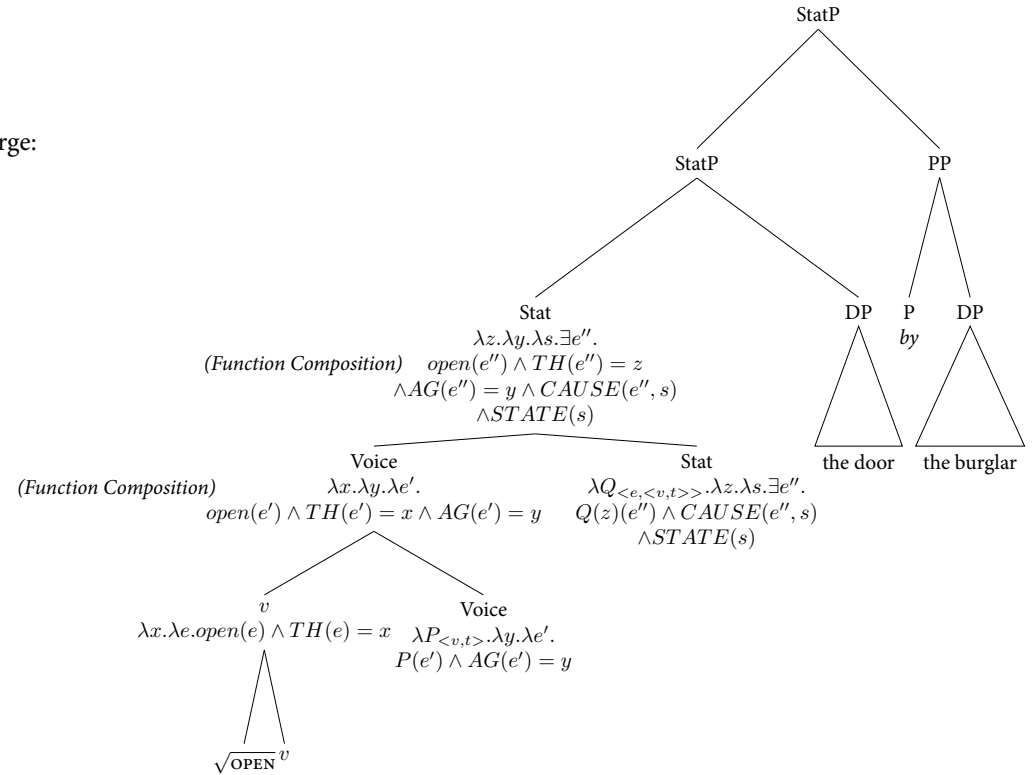 StatP
rge:
StatP PP
Stat DP P DP
λz.λy.λs.∃e″. by
(Function Composition) open(e″) ∧ TH(e″) = z
∧AG(e″) = y ∧ CAUSE(e″, s)
∧STATE(s)
Voice Stat the door the burglar
(Function Composition) λx.λy.λe′. λQ<e,<v,t>>.λz.λs.∃e″.
open(e′) ∧ TH(e′) = x ∧ AG(e′) = y Q(z)(e″) ∧ CAUSE(e″, s)
∧STATE(s)
v Voice
λx.λe.open(e) ∧ TH(e) = x λP<v,t>.λy.λe′.
P(e′) ∧ AG(e′) = y
√OPEN v